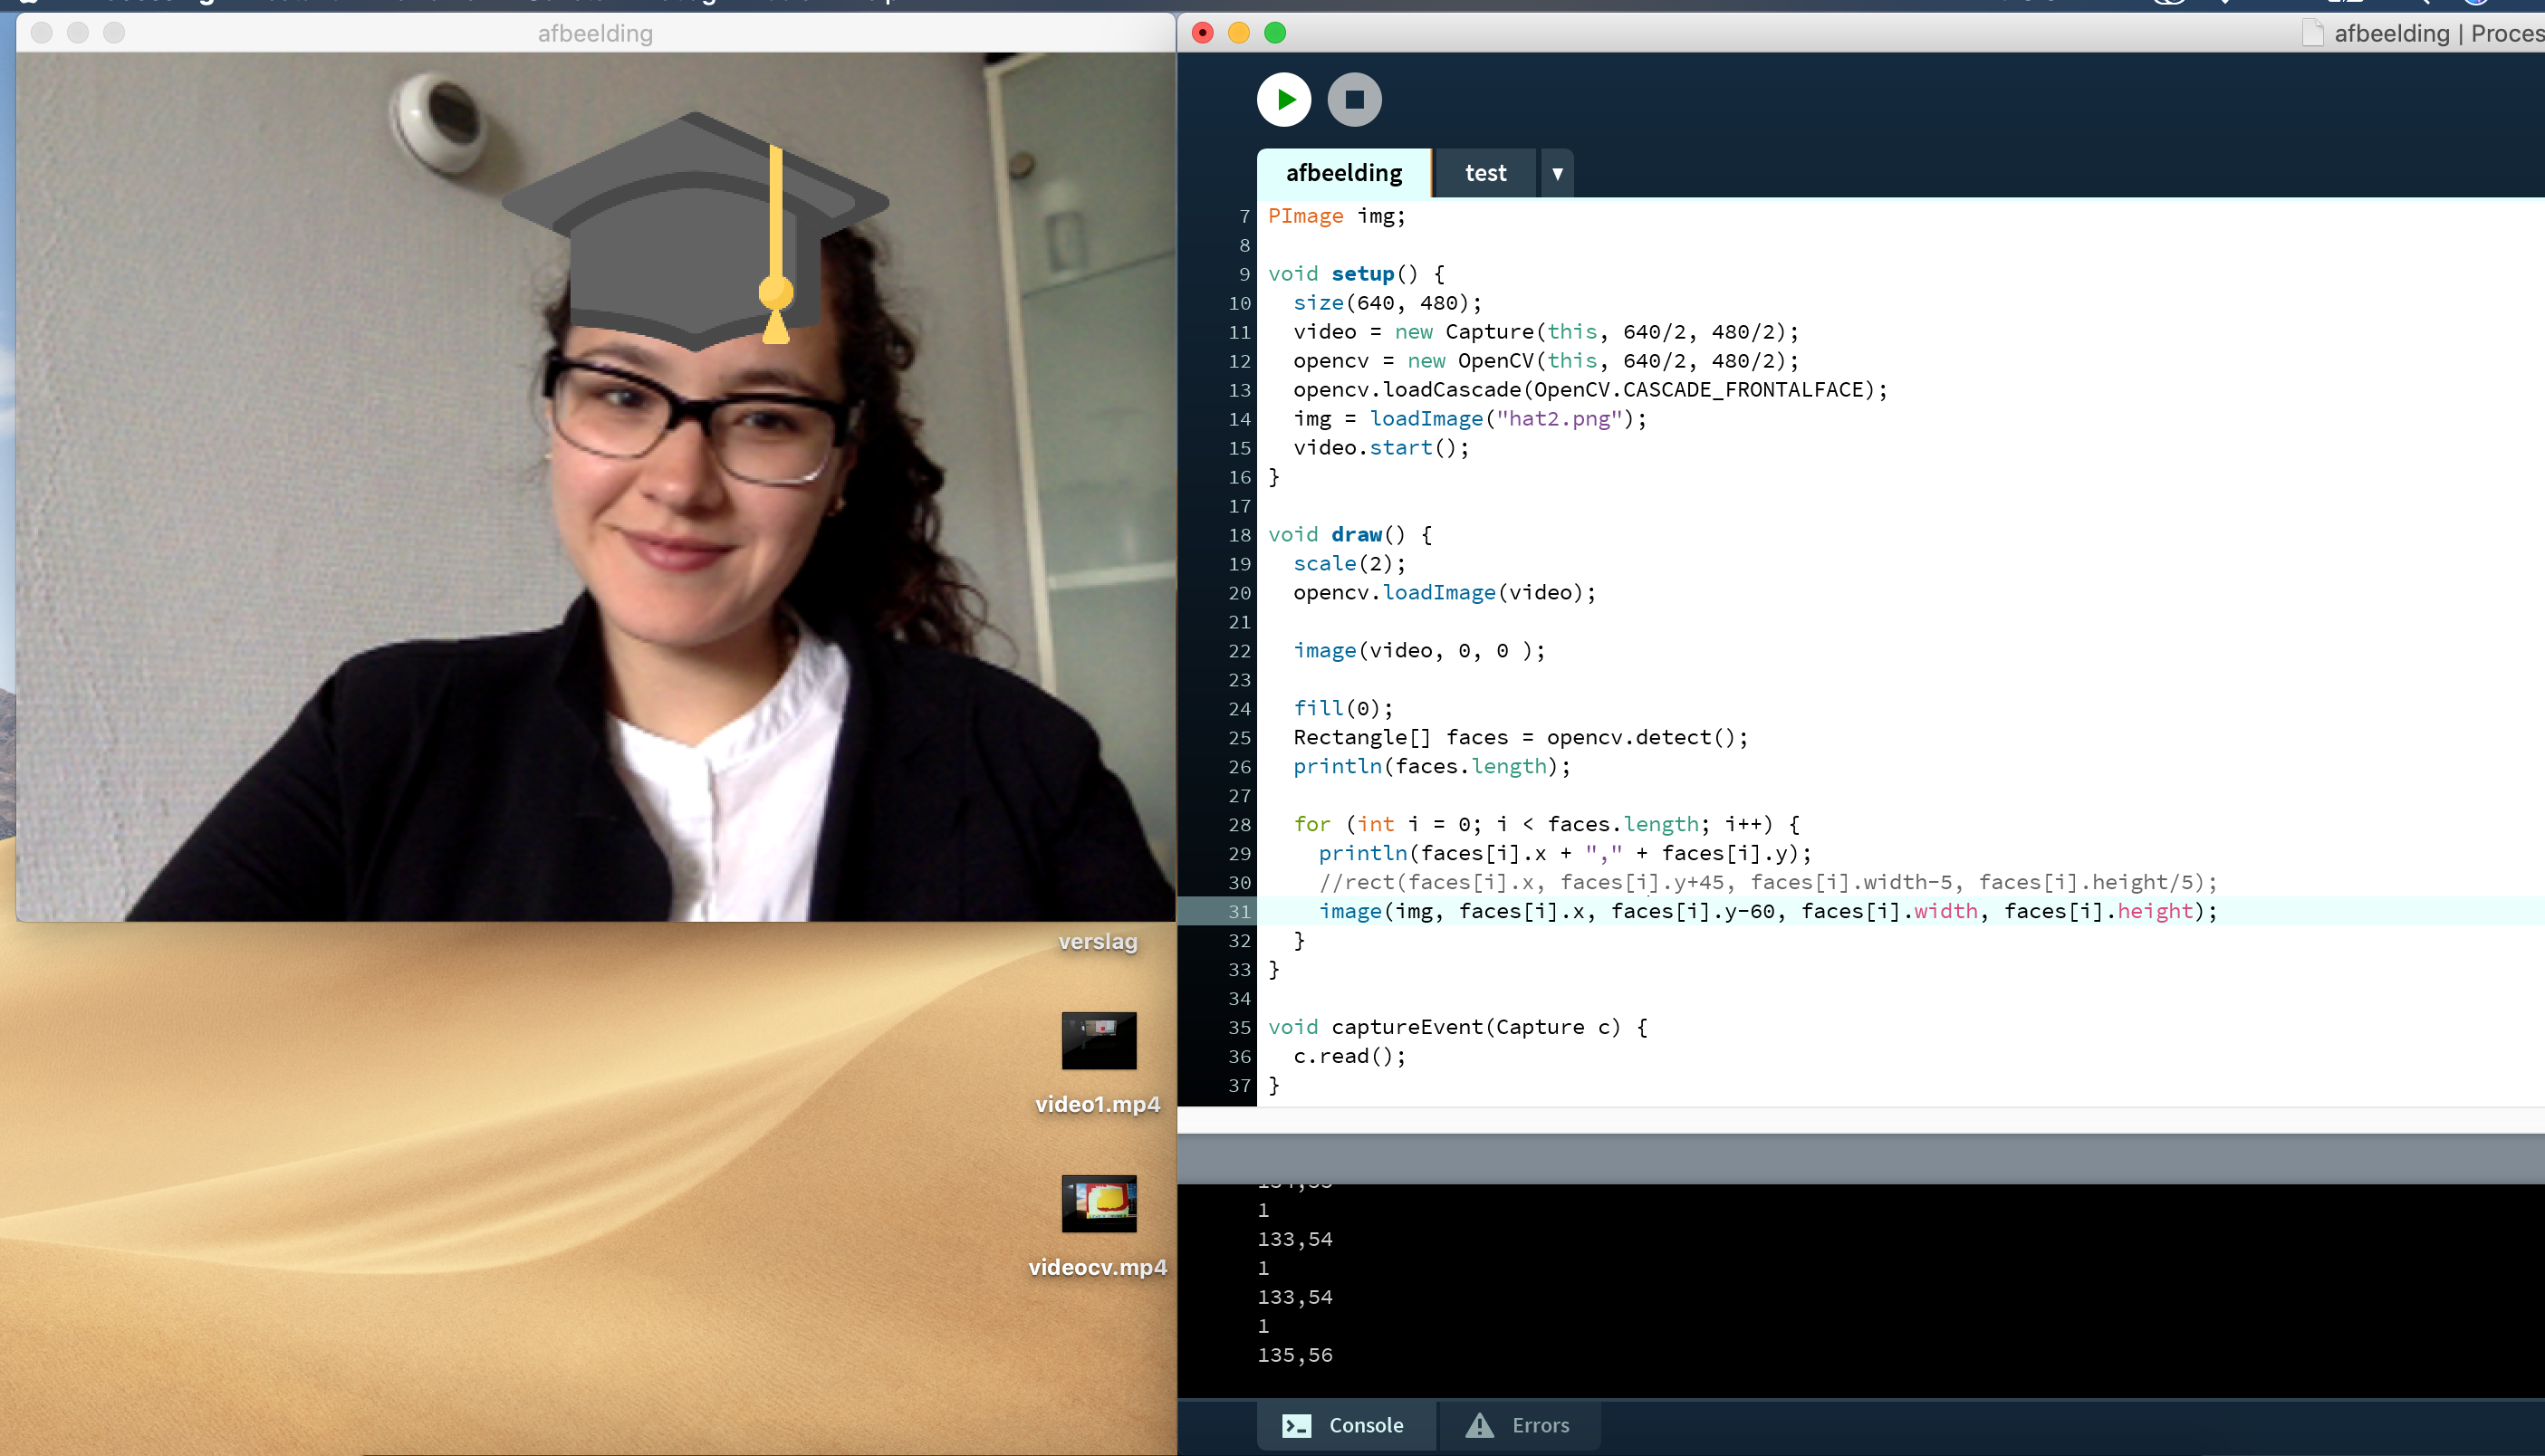 afbeelding
afbeelding | Proces
afbeelding
test
7 PImage img;
8
9 void setup() {
10 size(640, 480);
11 video = new Capture(this, 640/2, 480/2);
12 opencv = new OpenCV(this, 640/2, 480/2);
13 opencv.loadCascade(OpenCV.CASCADE_FRONTALFACE);
14 img = loadImage("hat2.png");
15 video.start();
16 }
17
18 void draw() {
19 scale(2);
20 opencv.loadImage(video);
21
22 image(video, 0, 0 );
23
24 fill(0);
25 Rectangle[] faces = opencv.detect();
26 println(faces.length);
27
28 for (int i = 0; i < faces.length; i++) {
29 println(faces[i].x + "," + faces[i].y);
30 //rect(faces[i].x, faces[i].y+45, faces[i].width-5, faces[i].height/5);
31 image(img, faces[i].x, faces[i].y-60, faces[i].width, faces[i].height);
32 }
33 }
34
35 void captureEvent(Capture c) {
36 c.read();
37 }
verslag
video1.mp4
videocv.mp4
1
133,54
1
133,54
1
135,56
Console
Errors